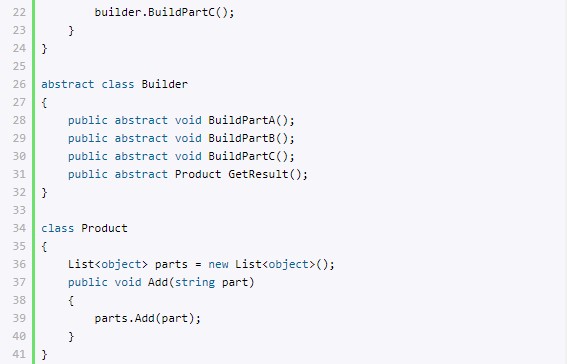 22         builder.BuildPartC();
23     }
24 }
25
26 abstract class Builder
27 {
28     public abstract void BuildPartA();
29     public abstract void BuildPartB();
30     public abstract void BuildPartC();
31     public abstract Product GetResult();
32 }
33
34 class Product
35 {
36     List<object> parts = new List<object>();
37     public void Add(string part)
38     {
39         parts.Add(part);
40     }
41 }